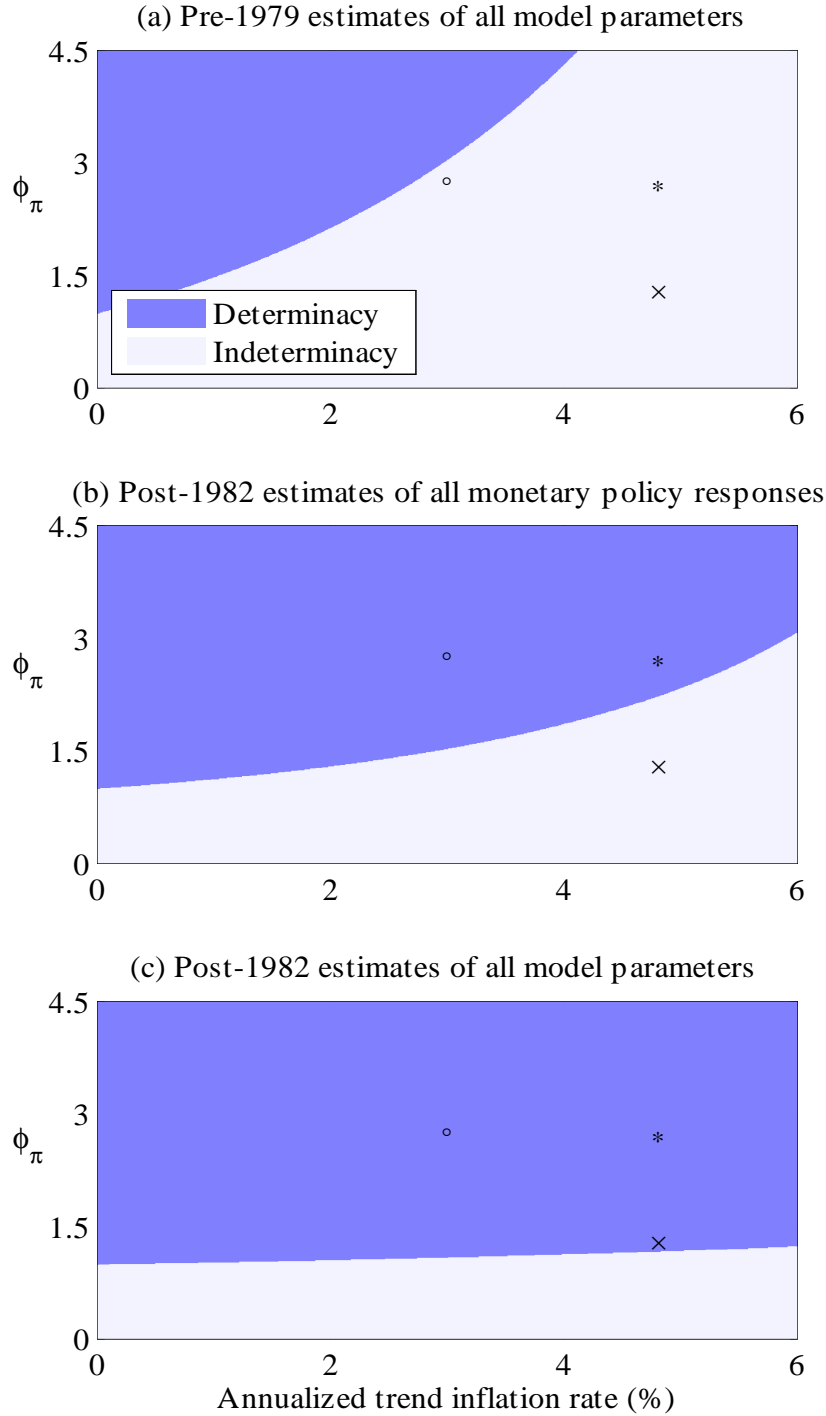 (a) Pre-1979 estimates of all model parameters
4.5
3
ϕπ
1.5
Determinacy
Indeterminacy
0
0 2 4 6
(b) Post-1982 estimates of all monetary policy responses
4.5
3
ϕπ
1.5
0
0 2 4 6
(c) Post-1982 estimates of all model parameters
4.5
3
ϕπ
1.5
0
0 2 4 6
Annualized trend inflation rate (%)